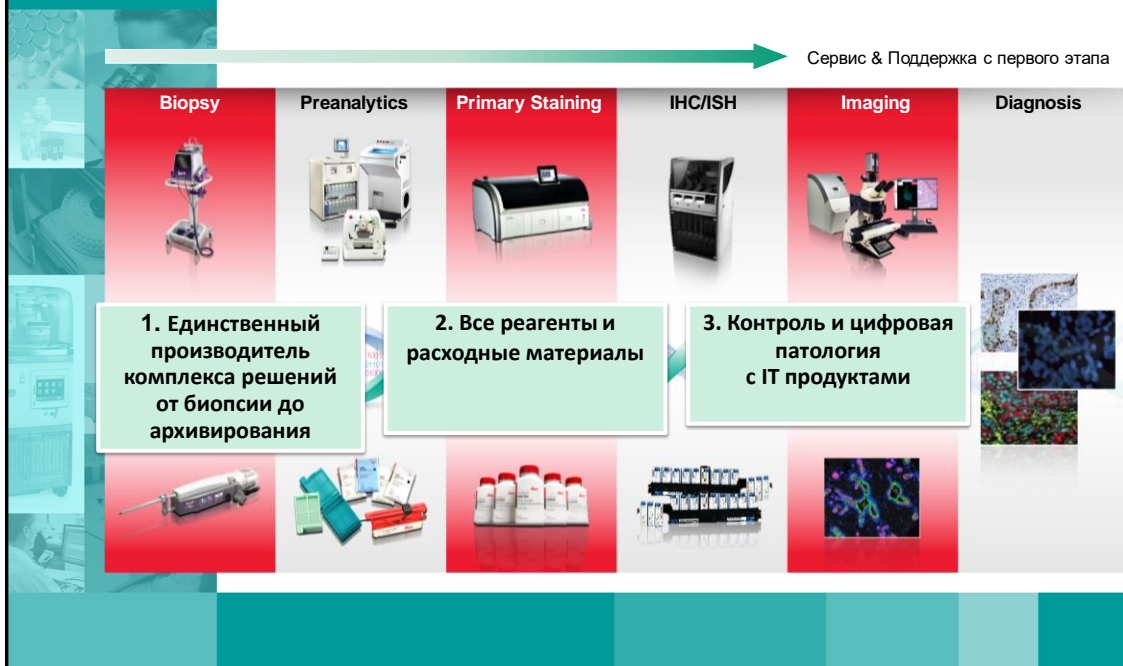 Сервис & Поддержка с первого этапа
Biopsy
Preanalytics
Primary Staining
IHC/ISH
Imaging
Diagnosis
1. Единственный
производитель
комплекса решений
от биопсии до
архивирования
2. Все реагенты и
расходные материалы
3. Контроль и цифровая
патология
с IT продуктами